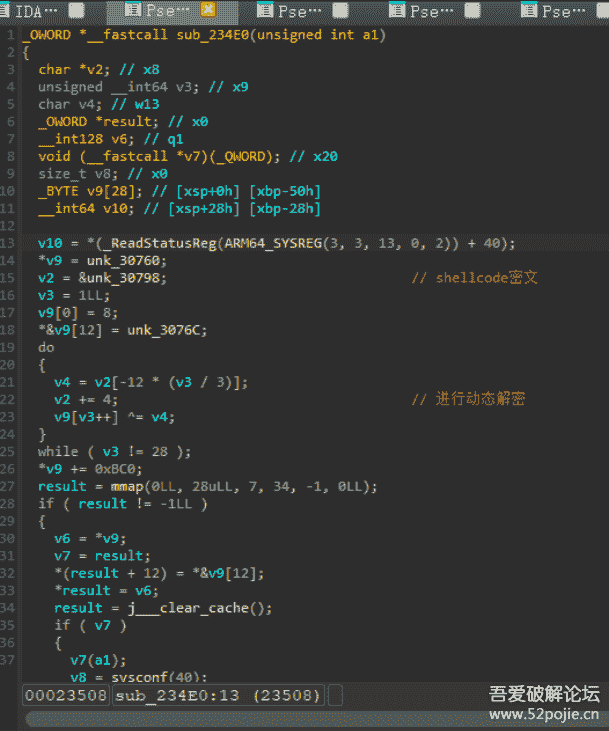 IDA… Pse… Pse… Pse… Pse…
1 _OWORD *__fastcall sub_234E0(unsigned int a1)
2 {
3 char *v2; // x8
4 unsigned __int64 v3; // x9
5 char v4; // w13
6 _OWORD *result; // x0
7 __int128 v6; // q1
8 void (__fastcall *v7)(_QWORD); // x20
9 size_t v8; // x0
10 _BYTE v9[28]; // [xsp+0h] [xbp-50h]
11 __int64 v10; // [xsp+28h] [xbp-28h]
12
13 v10 = *(_ReadStatusReg(ARM64_SYSREG(3, 3, 13, 0, 2)) + 40);
14 *v9 = unk_30760;
15 v2 = &unk_30798; // shellcode密文
16 v3 = 1LL;
17 v9[0] = 8;
18 *&v9[12] = unk_3076C;
19 do
20 {
21 v4 = v2[-12 * (v3 / 3)];
22 v2 += 4; // 进行动态解密
23 v9[v3++] ^= v4;
24 }
25 while ( v3 != 28 );
26 *v9 += 0xBC0;
27 result = mmap(0LL, 28uLL, 7, 34, -1, 0LL);
28 if ( result != -1LL )
29 {
30 v6 = *v9;
31 v7 = result;
32 *(result + 12) = *&v9[12];
33 *result = v6;
34 result = j___clear_cache();
35 if ( v7 )
36 {
37 v7(a1);
v8 = sysconf(40);
00023508 sub_234E0:13 (23508)
吾爱破解论坛
www.52pojie.cn